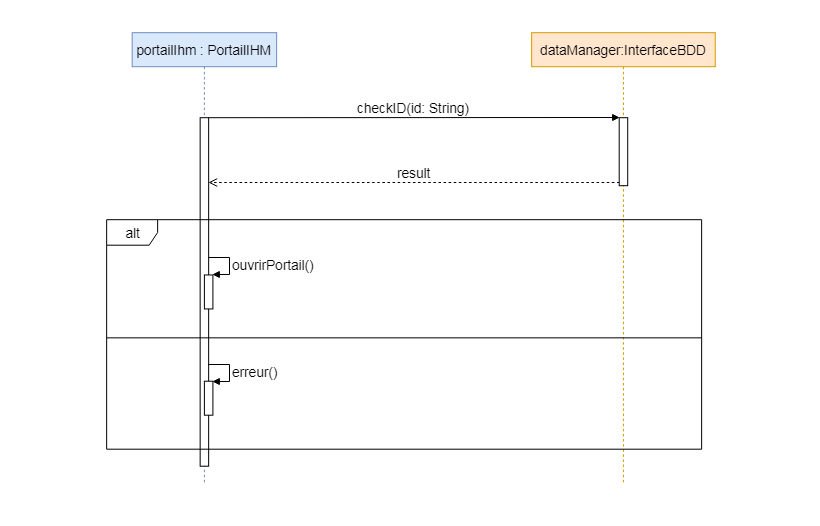 portailIhm : PortailIHM
dataManager:InterfaceBDD
checkID(id: String)
result
alt
ouvrirPortail()
erreur()